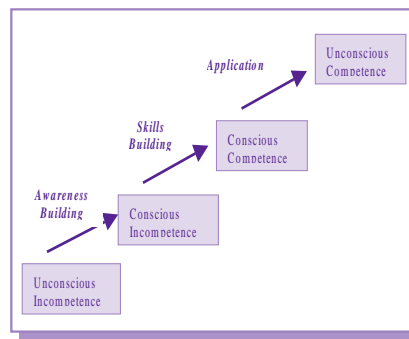 Application
Unconscious
Competence
Skills
Building
Conscious
Competence
Awareness
Building
Conscious
Incompetence
Unconscious
Incompetence